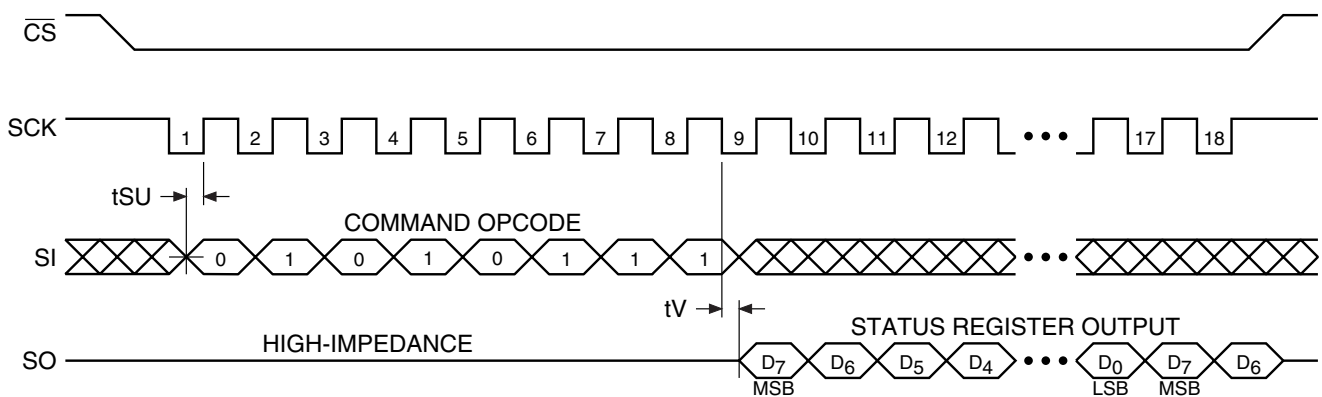 CS
SCK 1 2 3 4 5 6 7 8 9 10 11 12 17 18
tSU
COMMAND OPCODE
SI 0 1 0 1 0 1 1 1
tV
STATUS REGISTER OUTPUT
HIGH-IMPEDANCE
SO D7 D6 D5 D4 D0 D7 D6
MSB LSB MSB